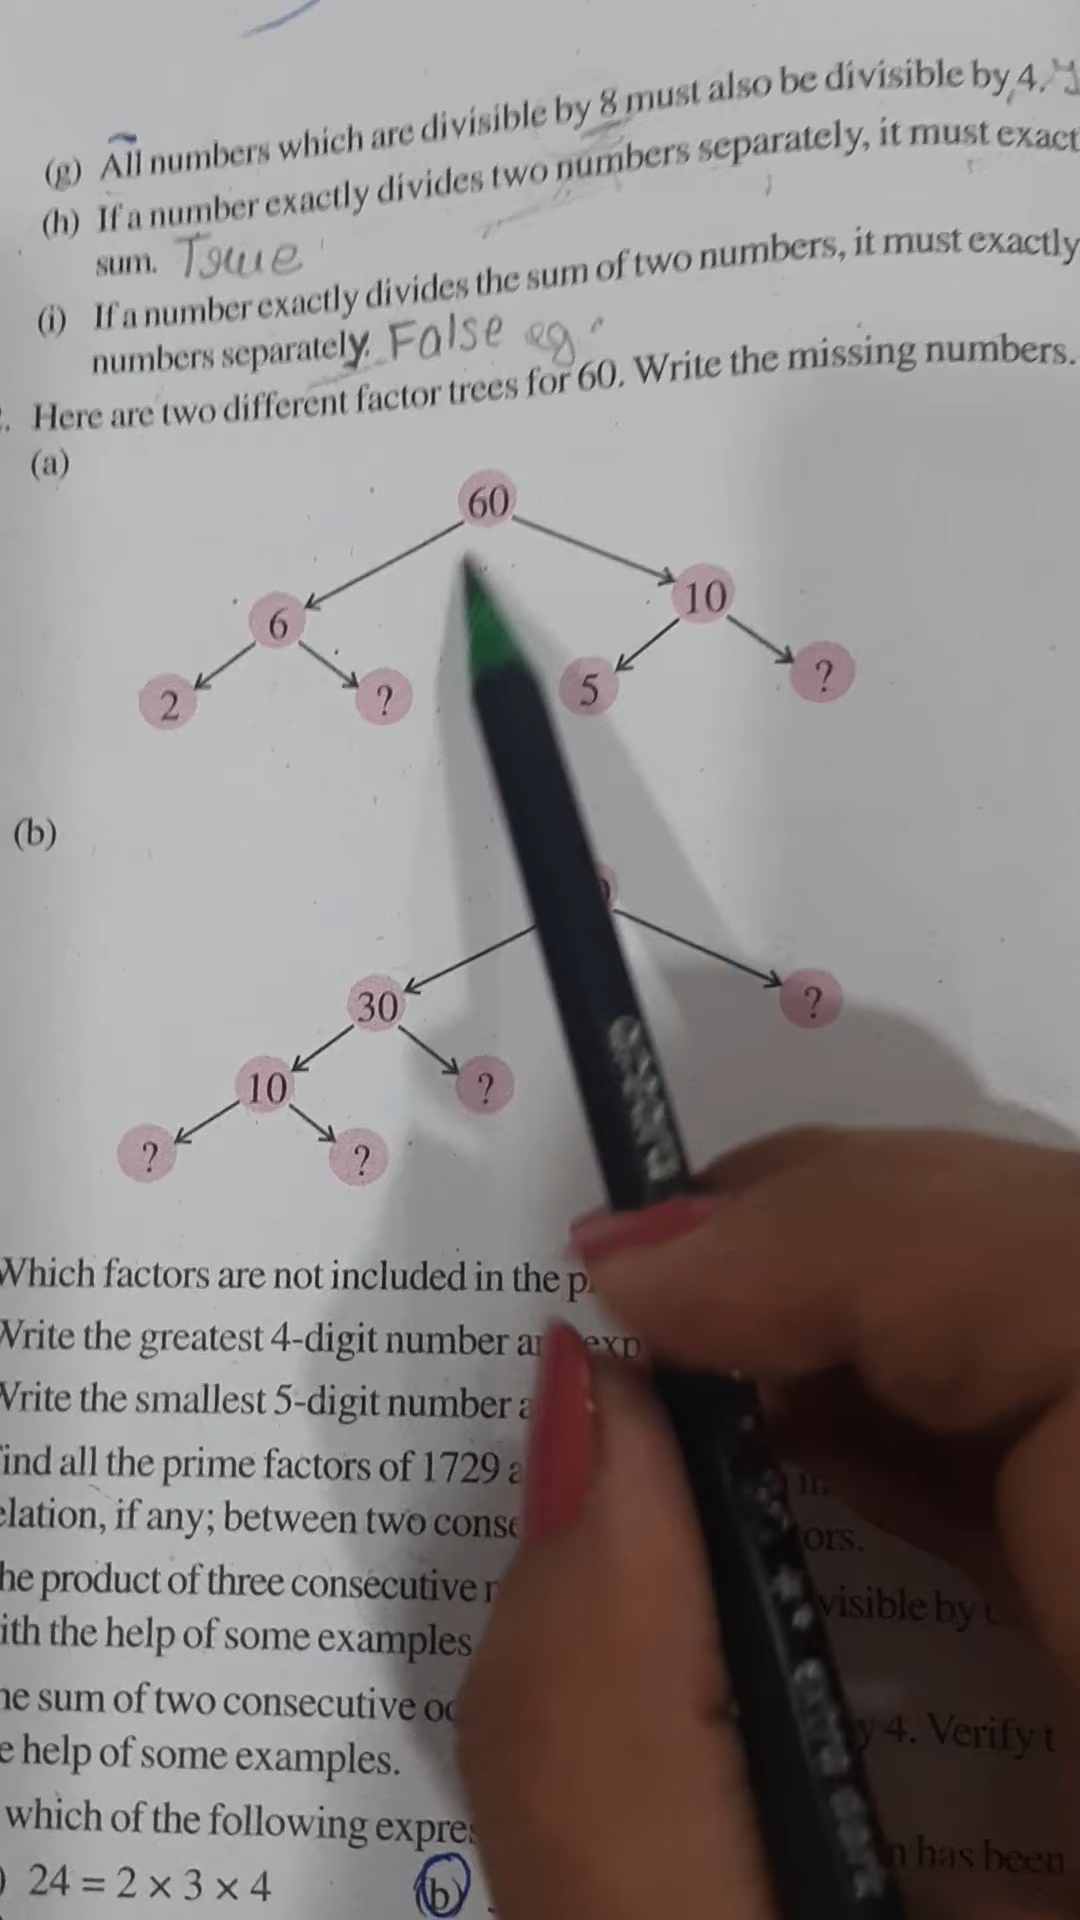 (g) All numbers which are divisible by 8 must also be divisible by 4.
(h) If a number exactly divides two numbers separately, it must exact
sum. True
(i) If a number exactly divides the sum of two numbers, it must exactly
numbers separately. False eg
Here are two different factor trees for 60. Write the missing numbers.
(a)
60
6 10
2 ? 5 ?
(b)
30 ?
10 ?
? ?
Which factors are not included in the
Write the greatest 4-digit number exp
Write the smallest 5-digit number
ind all the prime factors of 1729
elation, if any; between two conse ors.
he product of three consecutive visible by
ith the help of some examples
he sum of two consecutive y 4. Verify t
e help of some examples.
which of the following expres n has been
) 24 = 2 × 3 × 4 (b)